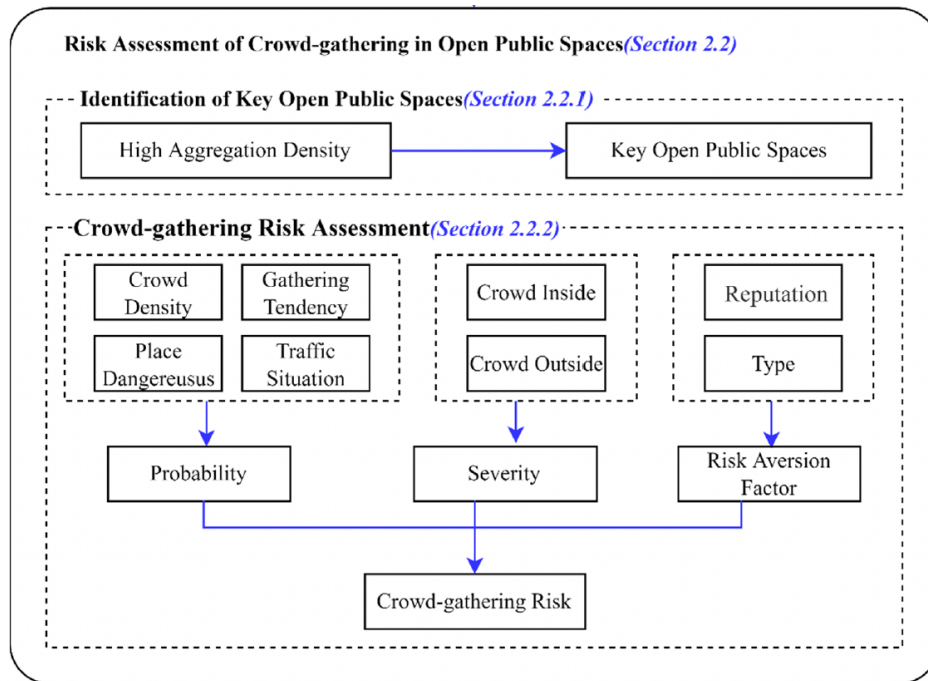 Risk Assessment of Crowd-gathering in Open Public Spaces(Section 2.2)
Identification of Key Open Public Spaces(Section 2.2.1)
High Aggregation Density
Key Open Public Spaces
Crowd-gathering Risk Assessment(Section 2.2.2)
Crowd
Density
Gathering
Tendency
Place
Dangereusus
Traffic
Situation
Crowd Inside
Crowd Outside
Reputation
Type
Probability
Severity
Risk Aversion
Factor
Crowd-gathering Risk